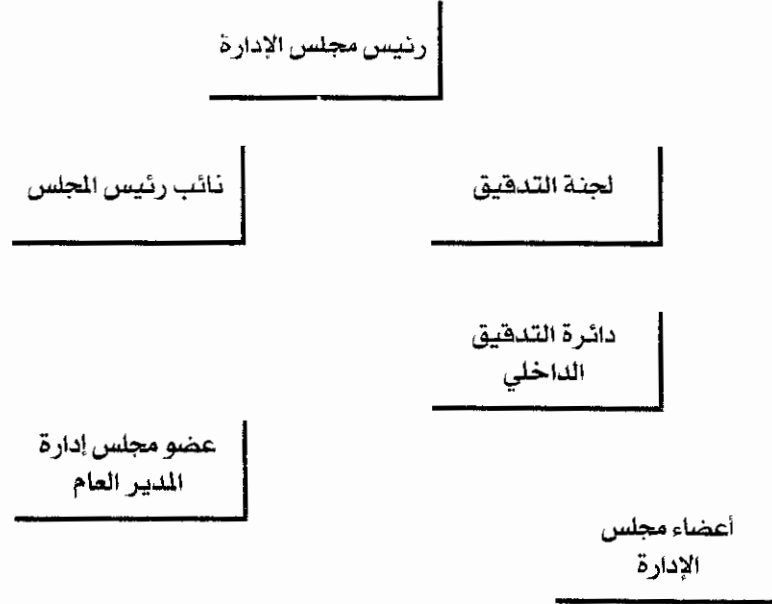 رئيس مجلس الإدارة
لجنة التدقيق
نائب رئيس المجلس
دائرة التدقيق
الداخلي
عضو مجلس إدارة
المدير العام
أعضاء مجلس
الإدارة